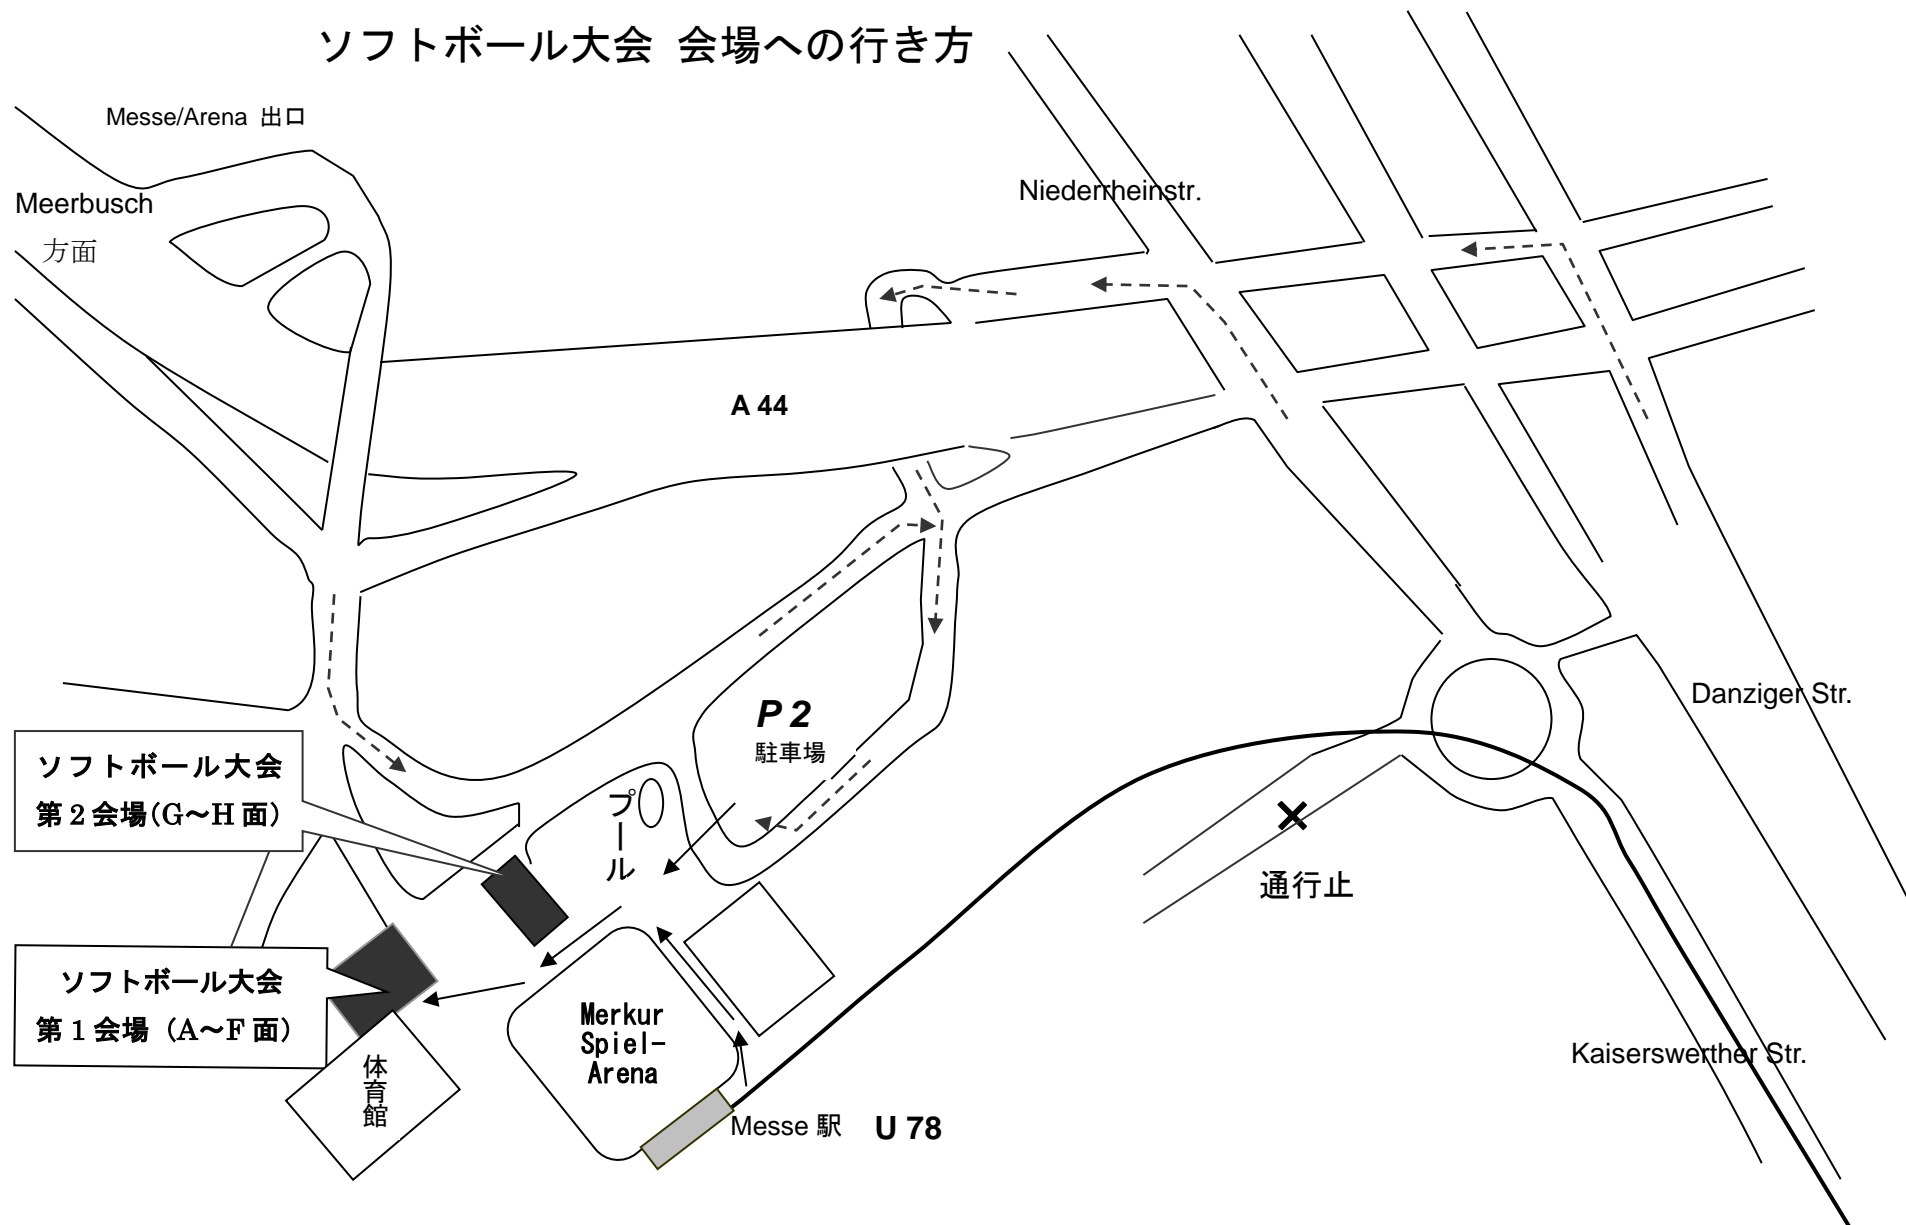 ソフトボール大会 会場への行き方
Messe/Arena 出口
Meerbusch
方面
Niederrheinstr.
A 44
P 2
駐車場
Danziger Str.
ソフトボール大会
第２会場(G～H 面)
プール
通行止
ソフトボール大会
第１会場（A～F 面）
Merkur
Spiel-
Arena
体育館
Kaiserswerther Str.
Messe 駅 U 78